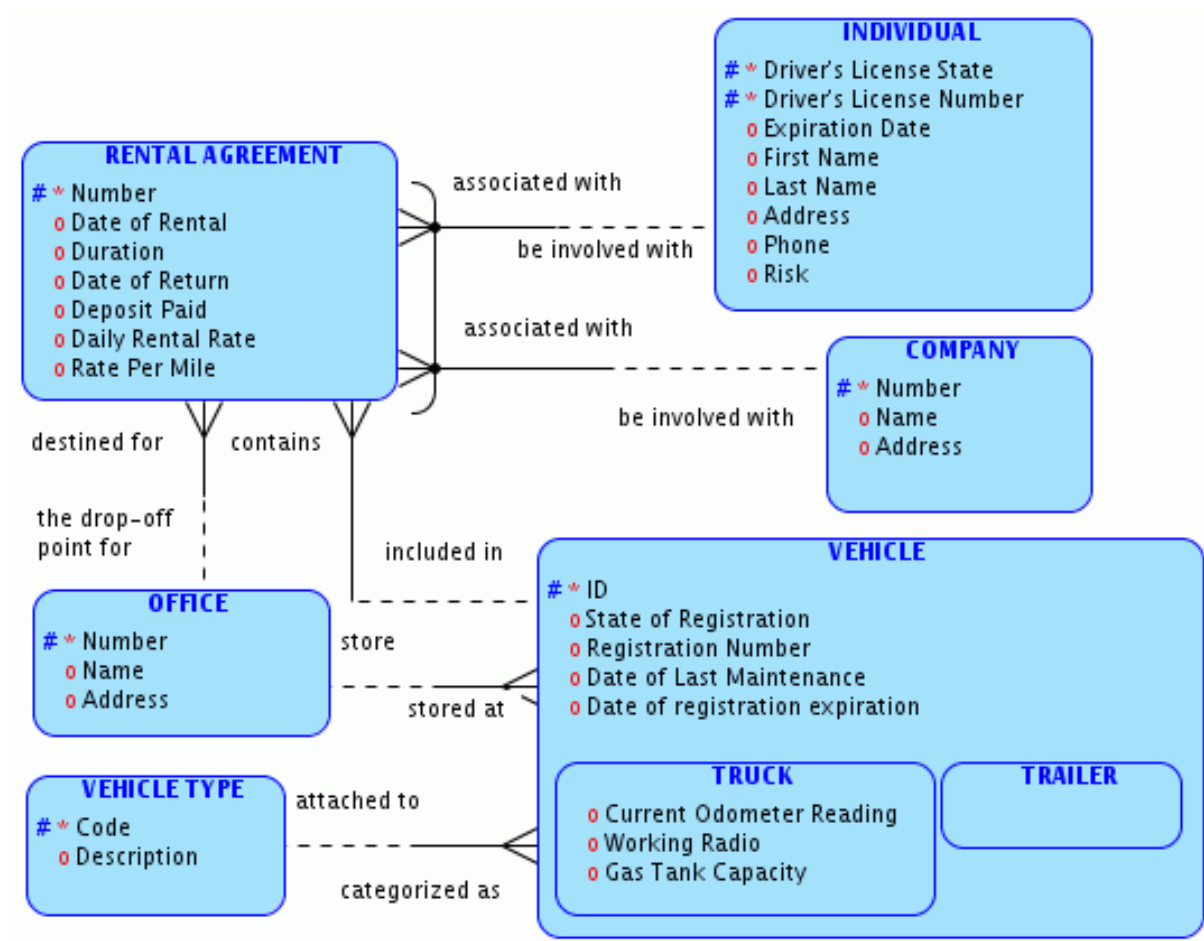 INDIVIDUAL
# * Driver's License State
# * Driver's License Number
o Expiration Date
o First Name
o Last Name
o Address
o Phone
o Risk
RENTAL AGREEMENT
# * Number
o Date of Rental
o Duration
o Date of Return
o Deposit Paid
o Daily Rental Rate
o Rate Per Mile
associated with
be involved with
associated with
be involved with
COMPANY
# * Number
o Name
o Address
destined for
contains
the drop-off
point for
included in
OFFICE
# * Number
o Name
o Address
store
stored at
VEHICLE
# * ID
o State of Registration
o Registration Number
o Date of Last Maintenance
o Date of registration expiration
VEHICLE TYPE
# * Code
o Description
attached to
categorized as
TRUCK
o Current Odometer Reading
o Working Radio
o Gas Tank Capacity
TRAILER